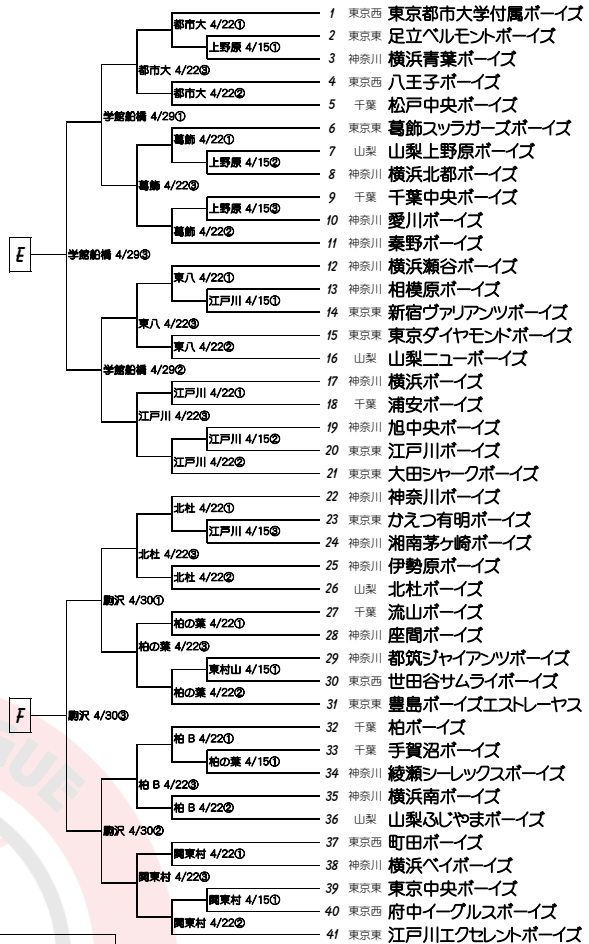 1 東京西 東京都市大学付属ボーイズ
都市大 4/22①
2 東京東 足立ベルモントボーイズ
上野原 4/15①
3 神奈川 横浜青葉ボーイズ
都市大 4/22③
4 東京西 八王子ボーイズ
都市大 4/22②
5 千葉 松戸中央ボーイズ
学館船橋 4/29①
6 東京東 葛飾スッラガーズボーイズ
葛飾 4/22①
7 山梨 山梨上野原ボーイズ
上野原 4/15②
8 神奈川 横浜北都ボーイズ
葛飾 4/22③
9 千葉 千葉中央ボーイズ
上野原 4/15③
10 神奈川 愛川ボーイズ
葛飾 4/22②
11 神奈川 秦野ボーイズ
E
学館船橋 4/29③
12 神奈川 横浜瀬谷ボーイズ
東八 4/22①
13 神奈川 相模原ボーイズ
江戸川 4/15①
14 東京東 新宿ヴァリアンツボーイズ
東八 4/22③
15 東京東 東京ダイヤモンドボーイズ
東八 4/22②
16 山梨 山梨ニューボーイズ
学館船橋 4/29②
17 神奈川 横浜ボーイズ
江戸川 4/22①
18 千葉 浦安ボーイズ
江戸川 4/22③
19 神奈川 旭中央ボーイズ
江戸川 4/15②
20 東京東 江戸川ボーイズ
江戸川 4/22②
21 東京東 大田シャークボーイズ
22 神奈川 神奈川ボーイズ
北杜 4/22①
23 東京東 かえつ有明ボーイズ
江戸川 4/15③
24 神奈川 湘南茅ヶ崎ボーイズ
北杜 4/22③
25 神奈川 伊勢原ボーイズ
北杜 4/22②
26 山梨 北杜ボーイズ
駒沢 4/30①
27 千葉 流山ボーイズ
柏の葉 4/22①
28 神奈川 座間ボーイズ
柏の葉 4/22③
29 神奈川 都筑ジャイアンツボーイズ
東村山 4/15①
30 東京西 世田谷サムライボーイズ
柏の葉 4/22②
31 東京東 豊島ボーイズエストレーヤス
F
駒沢 4/30③
32 千葉 柏ボーイズ
柏 B 4/22①
33 千葉 手賀沼ボーイズ
柏の葉 4/15①
34 神奈川 綾瀬シーレックスボーイズ
柏 B 4/22③
35 神奈川 横浜南ボーイズ
柏 B 4/22②
36 山梨 山梨ふじやまボーイズ
駒沢 4/30②
37 東京西 町田ボーイズ
関東村 4/22①
38 神奈川 横浜ベイボーイズ
関東村 4/22③
39 東京東 東京中央ボーイズ
関東村 4/15①
40 東京西 府中イーグルスボーイズ
関東村 4/22②
41 東京東 江戸川エクセレントボーイズ